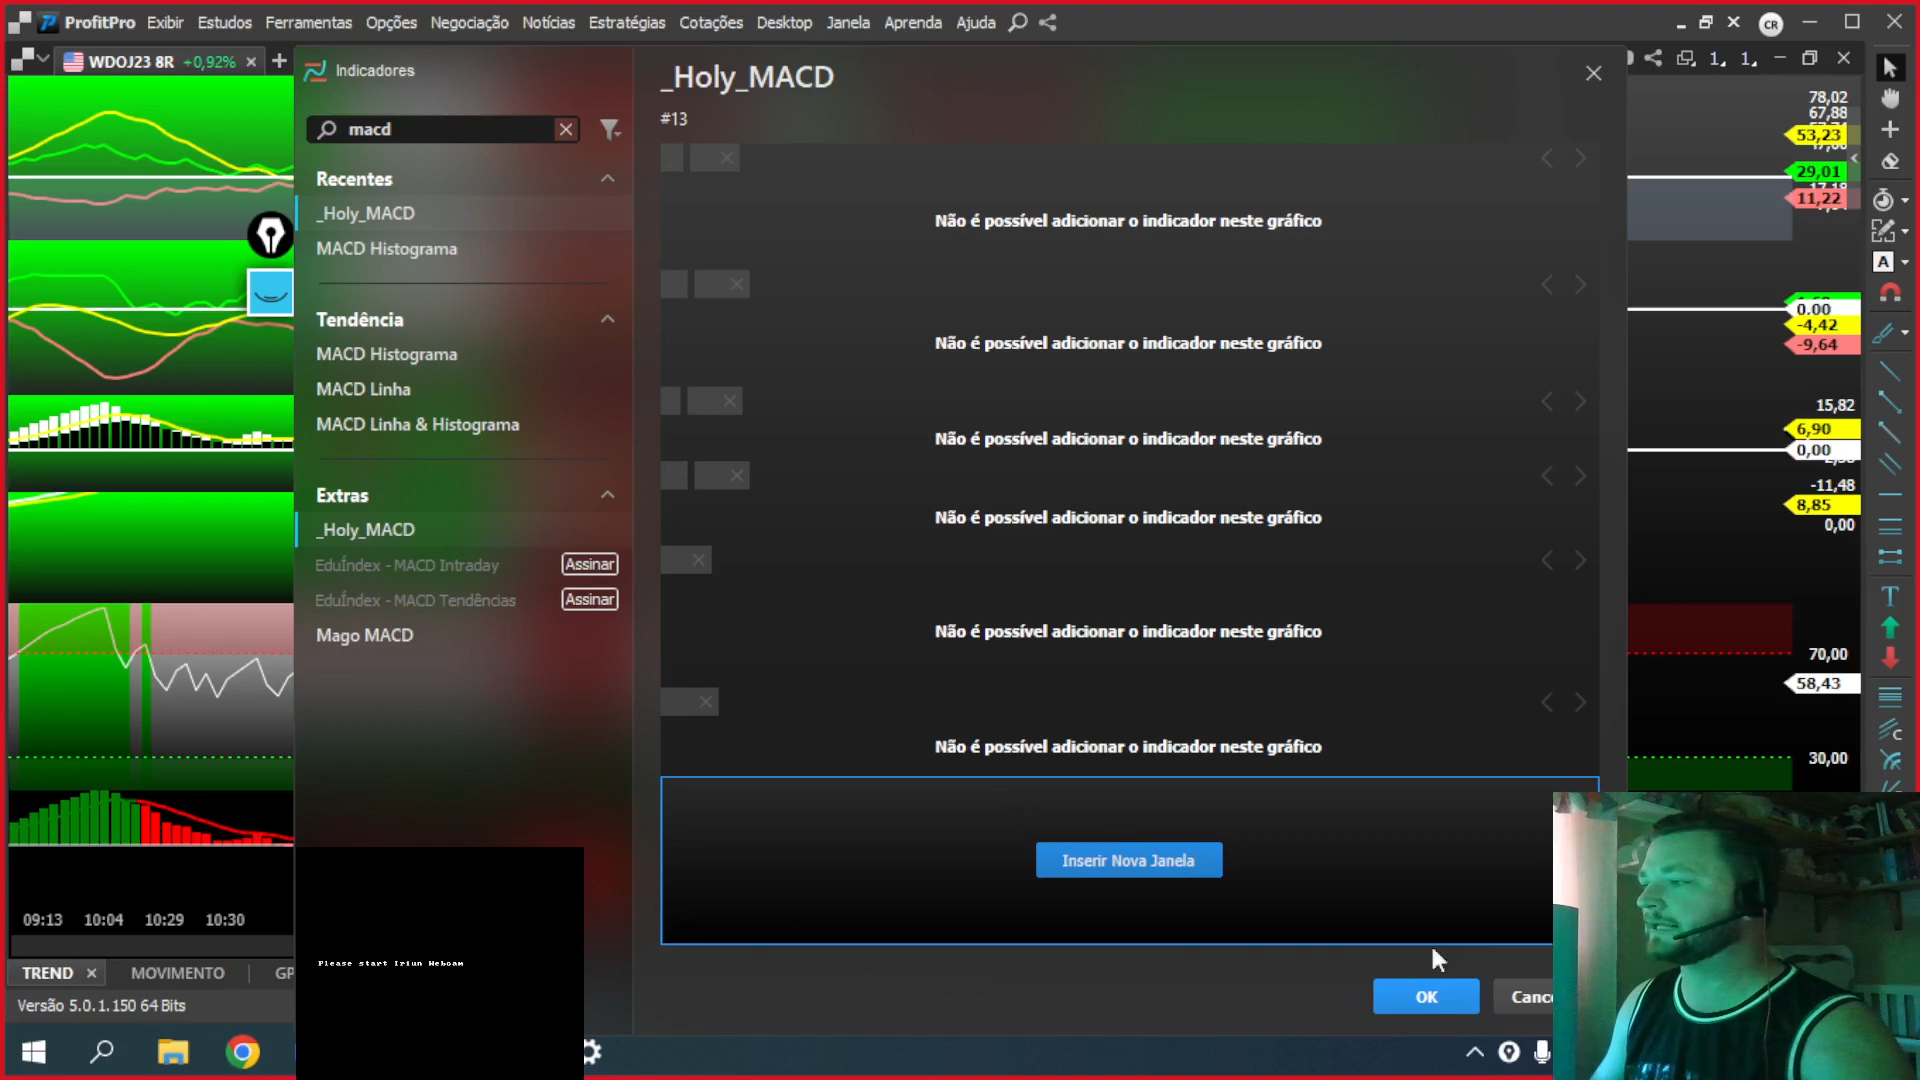 ProfitPro Exibir Estudos Ferramentas Opções Negociação Notícias Estratégias Cotações Desktop Janela Aprenda Ajuda
CR
WDOJ23 8R +0,92%
Indicadores
macd
Recentes
_Holy_MACD
MACD Histograma
Tendência
MACD Histograma
MACD Linha
MACD Linha & Histograma
Extras
_Holy_MACD
EduÍndex - MACD Intraday Assinar
EduÍndex - MACD Tendências Assinar
Mago MACD
_Holy_MACD
#13
Não é possível adicionar o indicador neste gráfico
Não é possível adicionar o indicador neste gráfico
Não é possível adicionar o indicador neste gráfico
Não é possível adicionar o indicador neste gráfico
Não é possível adicionar o indicador neste gráfico
Não é possível adicionar o indicador neste gráfico
Inserir Nova Janela
OK
Canc
78,02
67,88
53,23
29,01
11,22
0.00
-4,42
-9,64
15,82
6,90
0,00
-11,48
8,85
0,00
70,00
58,43
30,00
A
T
C
09:13 10:04 10:29 10:30
TREND MOVIMENTO GP
Versão 5.0.1.150 64 Bits
Please start Iriun Webcam